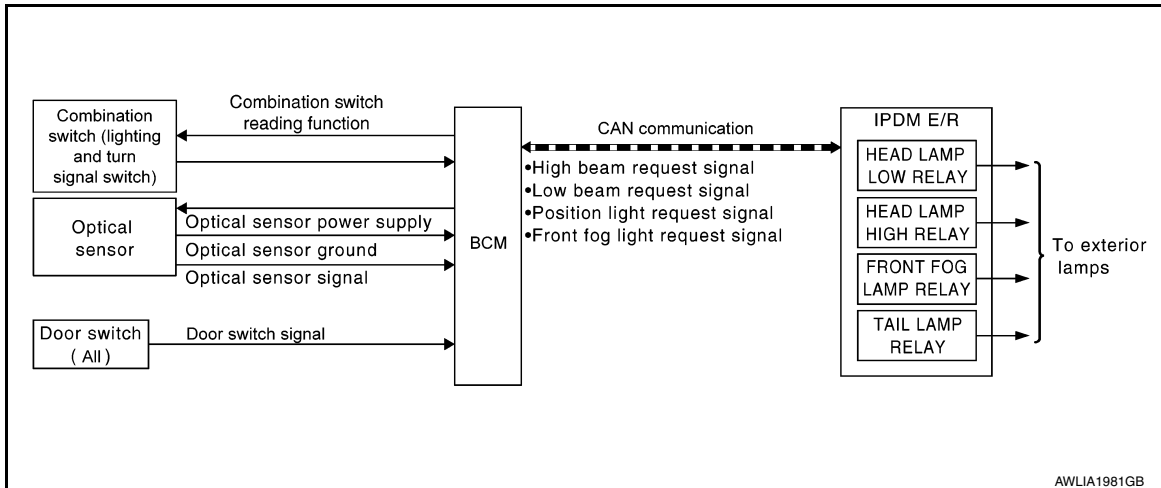 Combination
switch (lighting
and turn
signal switch)
Combination switch
reading function
Optical
sensor
Optical sensor power supply
Optical sensor ground
Optical sensor signal
Door switch
( All )
Door switch signal
BCM
CAN communication
•High beam request signal
•Low beam request signal
•Position light request signal
•Front fog light request signal
IPDM E/R
HEAD LAMP
LOW RELAY
HEAD LAMP
HIGH RELAY
FRONT FOG
LAMP RELAY
TAIL LAMP
RELAY
To exterior
lamps
AWLIA1981GB